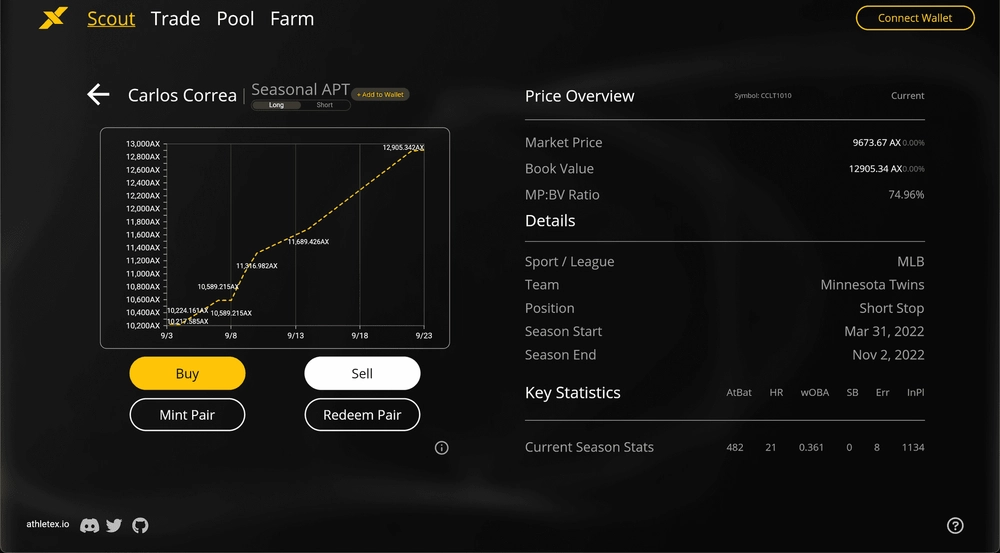 Scout Trade Pool Farm Connect Wallet
Carlos Correa | Seasonal APT + Add to Wallet
Long Short
13,000AX
12,800AX
12,600AX
12,400AX
12,200AX
12,000AX
11,800AX
11,600AX
11,400AX
11,200AX
11,000AX
10,800AX
10,600AX
10,400AX
10,200AX
12,905.342AX
11,689.426AX
11,316.982AX
10,589.215AX
10,589.215AX
10,224.161AX
10,217.585AX
9/3 9/8 9/13 9/18 9/23
Buy Sell
Mint Pair Redeem Pair
Price Overview Symbol: CCLT1010 Current
Market Price 9673.67 AX 0.00%
Book Value 12905.34 AX 0.00%
MP:BV Ratio 74.96%
Details
Sport / League MLB
Team Minnesota Twins
Position Short Stop
Season Start Mar 31, 2022
Season End Nov 2, 2022
Key Statistics AtBat HR wOBA SB Err InPl
Current Season Stats 482 21 0.361 0 8 1134
athletex.io